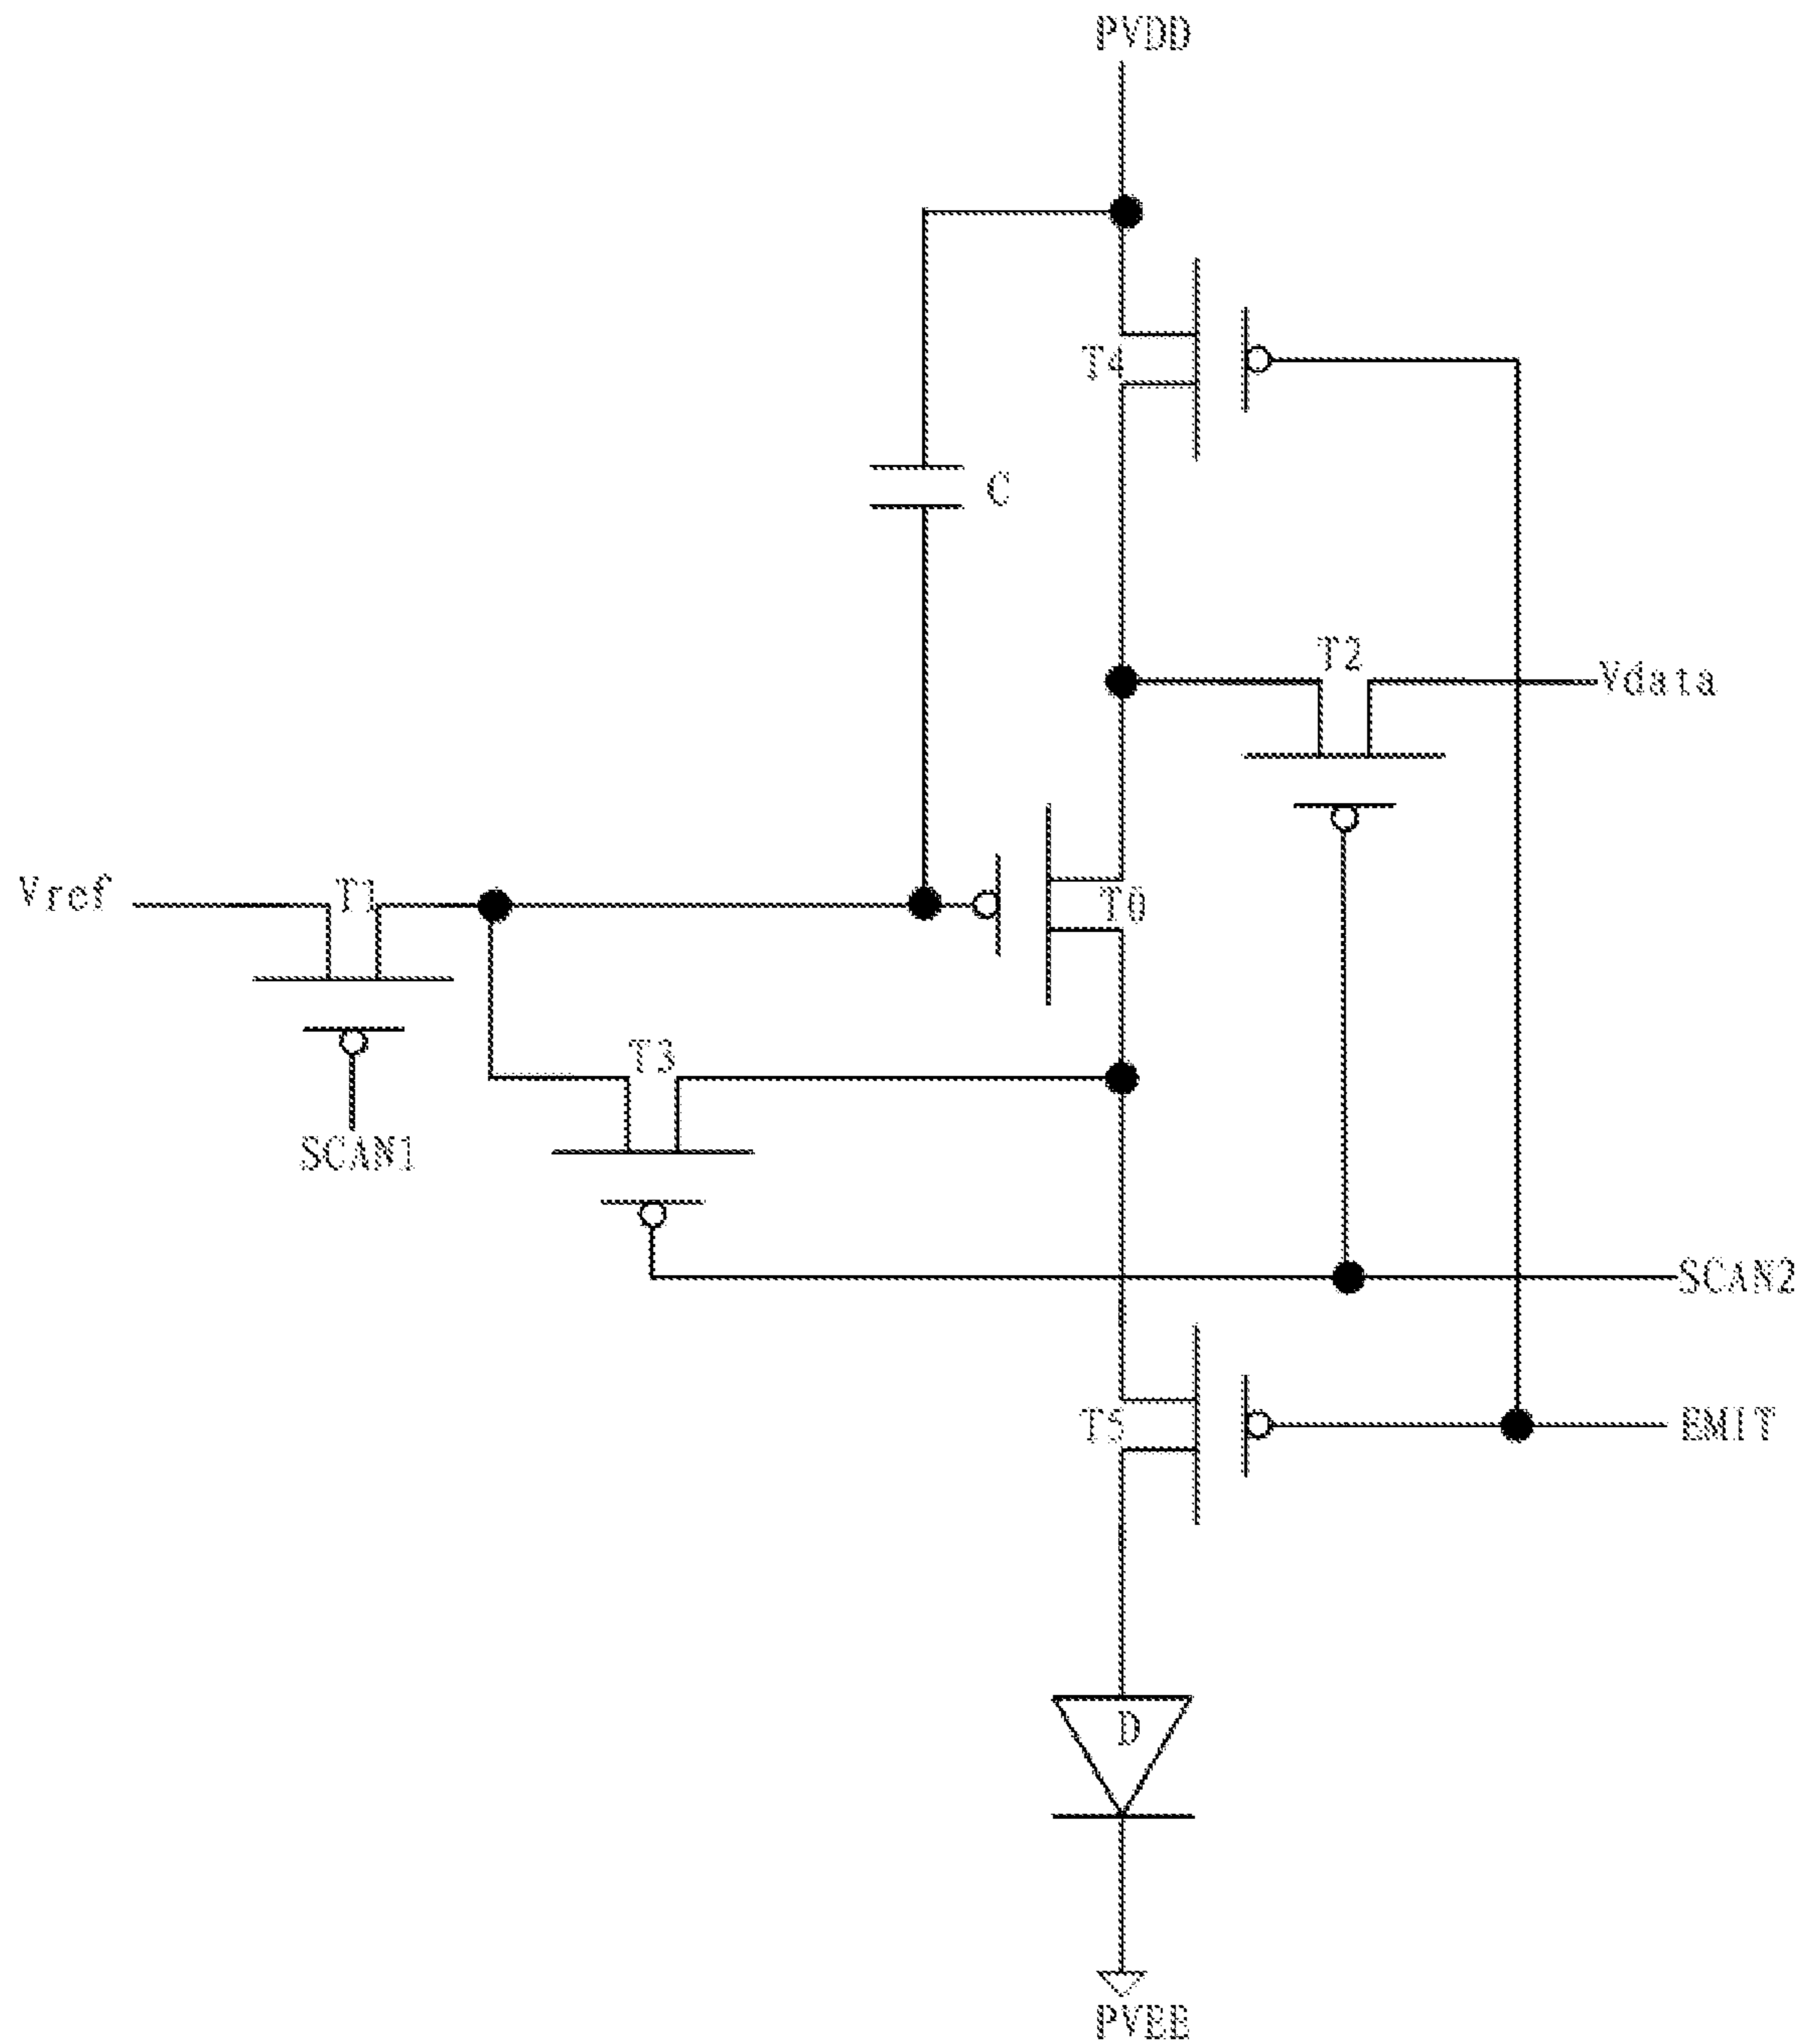 PVDD
T4
C
T2
Vdata
Vref
T1
T0
T3
SCAN1
SCAN2
T5
EMIT
D
PVEE